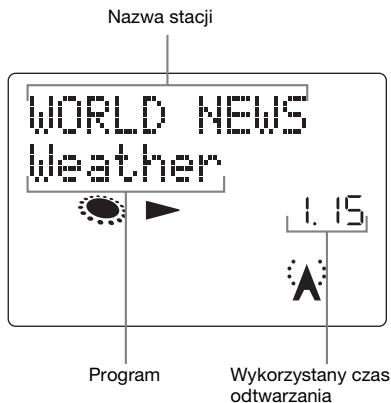 Nazwa stacji
WORLD NEWS
Weather
1.15
Program
Wykorzystany czas
odtwarzania